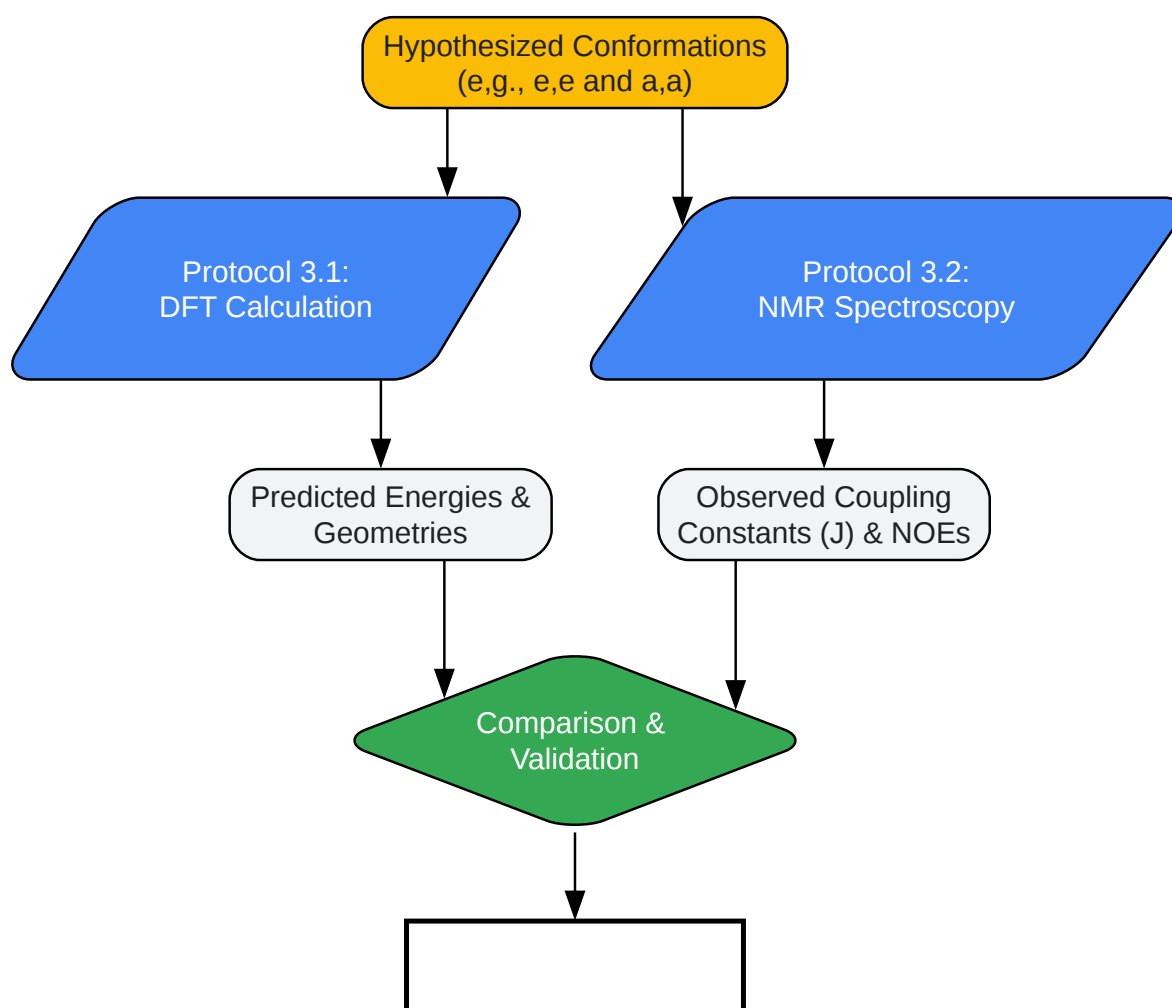 Hypothesized Conformations
(e,g., e,e and a,a)
Protocol 3.1:
DFT Calculation
Protocol 3.2:
NMR Spectroscopy
Predicted Energies &
Geometries
Observed Coupling
Constants (J) & NOEs
Comparison &
Validation